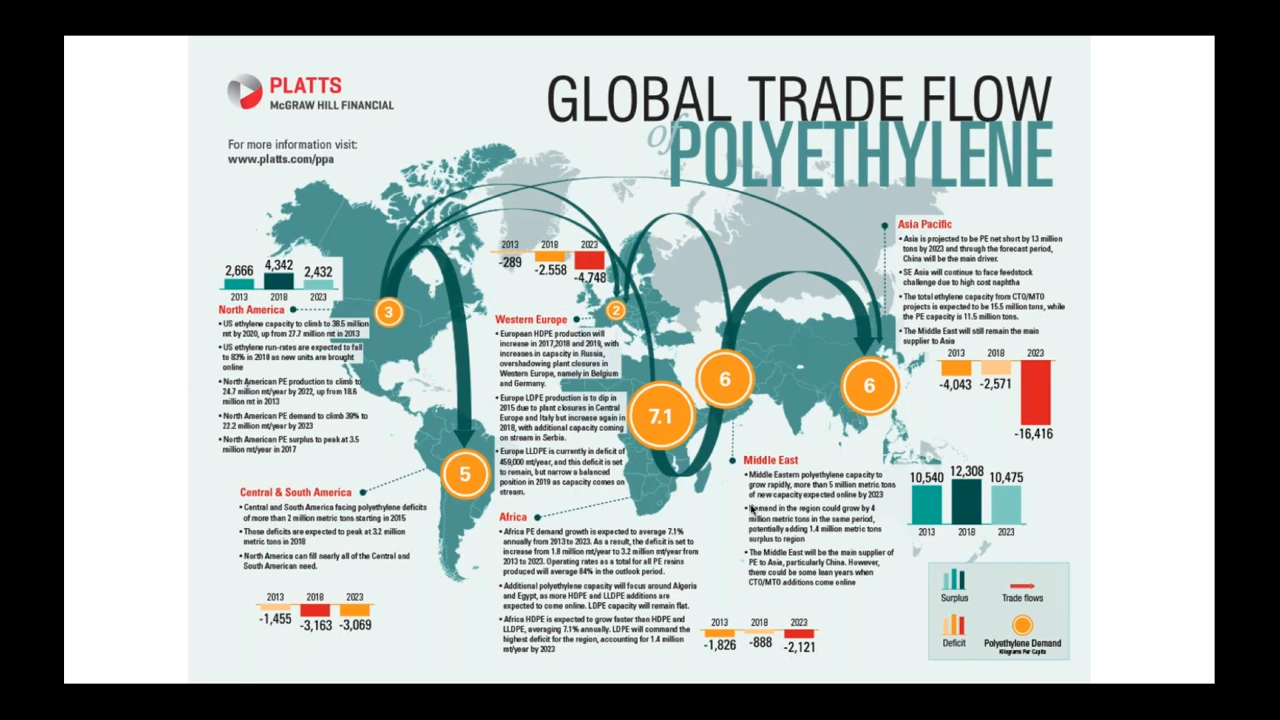 PLATTS
McGRAW HILL FINANCIAL
For more information visit:
www.platts.com/ppa
GLOBAL TRADE FLOW
of POLYETHYLENE
2,666
4,342
2,432
2013
2018
2023
North America
• US ethylene capacity to climb to 38.5 million
mt by 2020, up from 27.7 million mt in 2013
• US ethylene run-rates are expected to fall
to 83% in 2018 as new units are brought
online
• North American PE production to climb to
24.7 million mt/year by 2022, up from 18.6
million mt in 2013
• North American PE demand to climb 39% to
22.2 million mt/year by 2023
• North American PE surplus to peak at 3.5
million mt/year in 2017
3
Central & South America
• Central and South America facing polyethylene deficits
of more than 2 million metric tons starting in 2015
• Those deficits are expected to peak at 3.2 million
metric tons in 2018
• North America can fill nearly all of the Central and
South American need.
5
2013
2018
2023
-1,455
-3,163
-3,069
2013
2018
2023
-289
-2.558
-4.748
2
Western Europe
• European HDPE production will
increase in 2017,2018 and 2019, with
increases in capacity in Russia,
overshadowing plant closures in
Western Europe, namely in Belgium
and Germany.
• Europe LDPE production is to dip in
2015 due to plant closures in Central
Europe and Italy but increase again in
2018, with additional capacity coming
on stream in Serbia.
• Europe LLDPE is currently in deficit of
459,000 mt/year, and this deficit is set
to remain, but narrow a balanced
position in 2019 as capacity comes on
stream.
7.1
Africa
• Africa PE demand growth is expected to average 7.1%
annually from 2013 to 2023. As a result, the deficit is set to
increase from 1.8 million mt/year to 3.2 million mt/year from
2013 to 2023. Operating rates as a total for all PE resins
produced will average 84% in the outlook period.
• Additional polyethylene capacity will focus around Algeria
and Egypt, as more HDPE and LLDPE additions are
expected to come online. LDPE capacity will remain flat.
• Africa HDPE is expected to grow faster than HDPE and
LLDPE, averaging 7.1% annually. LDPE will command the
highest deficit for the region, accounting for 1.4 million
mt/year by 2023
2013
2018
2023
-1,826
-888
-2,121
6
Middle East
• Middle Eastern polyethylene capacity to
grow rapidly, more than 5 million metric tons
of new capacity expected online by 2023
• Demand in the region could grow by 4
million metric tons in the same period,
potentially adding 1.4 million metric tons
surplus to region
• The Middle East will be the main supplier of
PE to Asia, particularly China. However,
there could be some lean years when
CTO/MTO additions come online
10,540
12,308
10,475
2013
2018
2023
6
Asia Pacific
• Asia is projected to be PE net short by 13 million
tons by 2023 and through the forecast period,
China will be the main driver.
• SE Asia will continue to face feedstock
challenge due to high cost naphtha
• The total ethylene capacity from CTO/MTO
projects is expected to be 15.5 million tons, while
the PE capacity is 11.5 million tons.
• The Middle East will still remain the main
supplier to Asia
2013
2018
2023
-4,043
-2,571
-16,416
Surplus
Trade flows
Deficit
Polyethylene Demand
Kilograms Per Capita